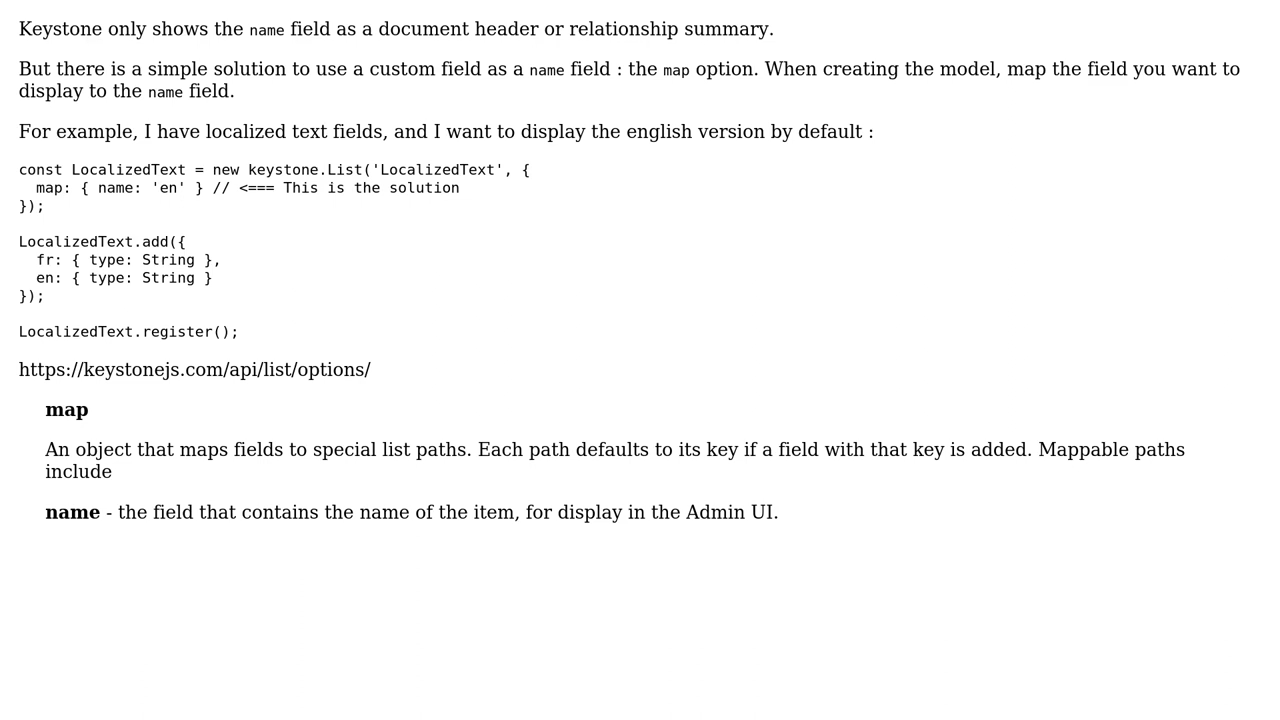 Keystone only shows the name field as a document header or relationship summary.
But there is a simple solution to use a custom field as a name field : the map option. When creating the model, map the field you want to
display to the name field.
For example, I have localized text fields, and I want to display the english version by default :
const LocalizedText = new keystone.List('LocalizedText', {
  map: { name: 'en' } // <=== This is the solution
});
LocalizedText.add({
  fr: { type: String },
  en: { type: String }
});
LocalizedText.register();
https://keystonejs.com/api/list/options/
map
An object that maps fields to special list paths. Each path defaults to its key if a field with that key is added. Mappable paths
include
name - the field that contains the name of the item, for display in the Admin UI.